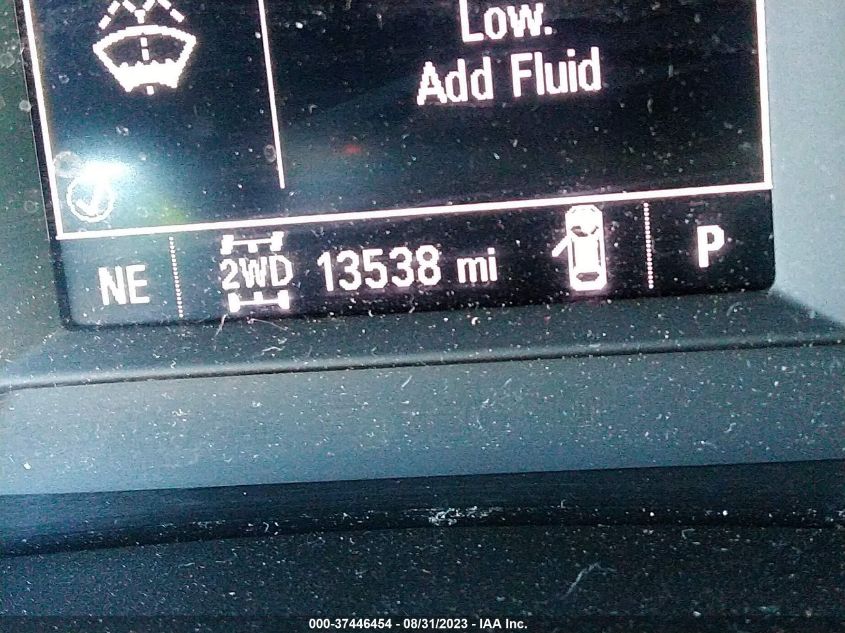 Low.
Add Fluid
NE 2WD 13538 mi P
000-37446454 - 08/31/2023 - IAA Inc.